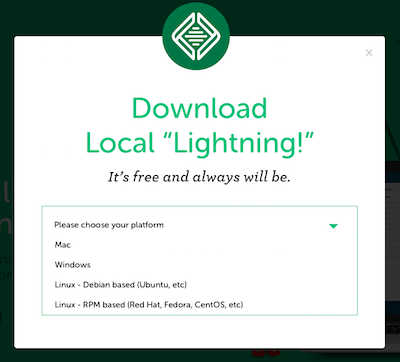 ×
Download
Local “Lightning!”
It’s free and always will be.
Please choose your platform
Mac
Windows
Linux - Debian based (Ubuntu, etc)
Linux - RPM based (Red Hat, Fedora, CentOS, etc)